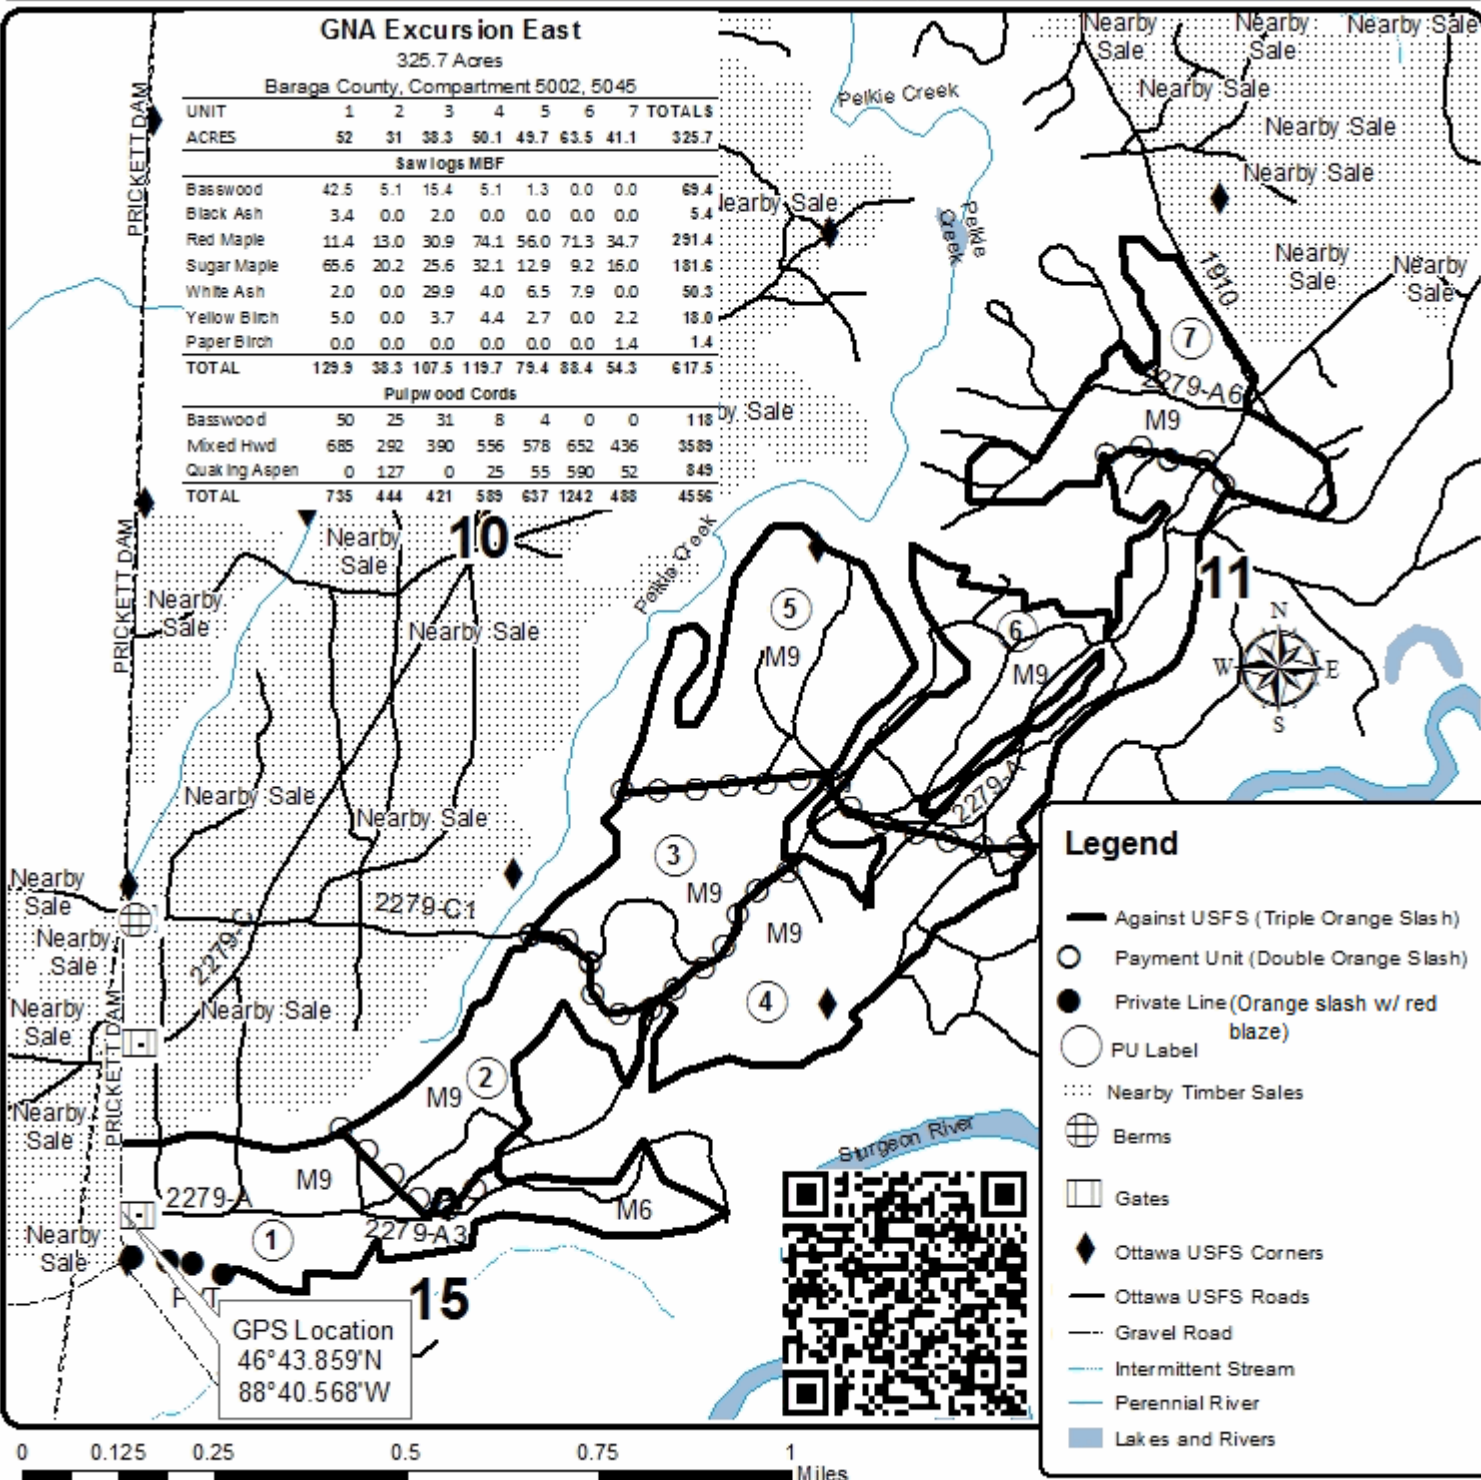 GNA Excursion East
325.7 Acres
Baraga County, Compartment 5002, 5045
UNIT 1 2 3 4 5 6 7 TOTALS
ACRES 52 31 38.3 50.1 49.7 63.5 41.1 325.7
Sawlogs MBF
Basswood 42.5 5.1 15.4 5.1 1.3 0.0 0.0 69.4
Black Ash 3.4 0.0 2.0 0.0 0.0 0.0 0.0 5.4
Red Maple 11.4 13.0 30.9 74.1 56.0 71.3 34.7 291.4
Sugar Maple 65.6 20.2 25.6 32.1 12.9 9.2 16.0 181.6
White Ash 2.0 0.0 29.9 4.0 6.5 7.9 0.0 50.3
Yellow Birch 5.0 0.0 3.7 4.4 2.7 0.0 2.2 18.0
Paper Birch 0.0 0.0 0.0 0.0 0.0 0.0 1.4 1.4
TOTAL 129.9 38.3 107.5 119.7 79.4 88.4 54.3 617.5
Pulpwood Cords
Basswood 50 25 31 8 4 0 0 118
Mixed Hwd 685 292 390 556 578 652 436 3589
Quaking Aspen 0 127 0 25 55 590 52 849
TOTAL 735 444 421 589 637 1242 488 4556
Nearby
Sale
Nearby
Sale
Nearby Sale
Nearby Sale
Nearby Sale
Nearby Sale
Nearby
Sale
Nearby
Sale
Pelkie Creek
Nearby Sale
Pelkie
Creek
1910
7
2279-A6
M9
by Sale
PRICKETT DAM
PRICKETT DAM
PRICKETT DAM
10
Nearby
Sale
Nearby
Sale
Nearby Sale
Pelkie Creek
5
M9
6
M9
11
N
W E
S
Nearby Sale
Nearby Sale
2279-A
3
M9
Nearby
Sale
2279-C1
2279-C
Nearby
Sale
M9
4
Nearby
Sale
Nearby Sale
2
M9
Nearby
Sale
Sturgeon River
M9
2279-A
M6
1
2279-A3
Nearby
Sale
15
GPS Location
46°43.859'N
88°40.568'W
Legend
Against USFS (Triple Orange Slash)
Payment Unit (Double Orange Slash)
Private Line (Orange slash w/ red
blaze)
PU Label
Nearby Timber Sales
Berms
Gates
Ottawa USFS Corners
Ottawa USFS Roads
Gravel Road
Intermittent Stream
Perennial River
Lakes and Rivers
0 0.125 0.25 0.5 0.75 1
Miles